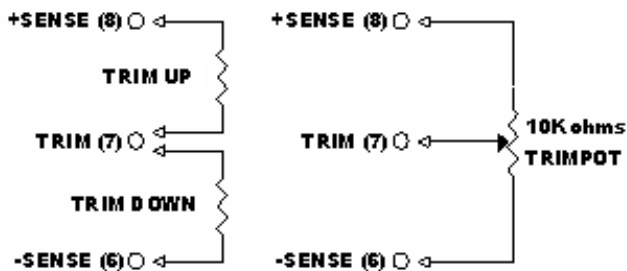 +SENSE (8)
TRIM UP
TRIM (7)
TRIM DOWN
-SENSE (6)
+SENSE (8)
10K ohms
TRIM (7)
TRIMPOT
-SENSE (6)